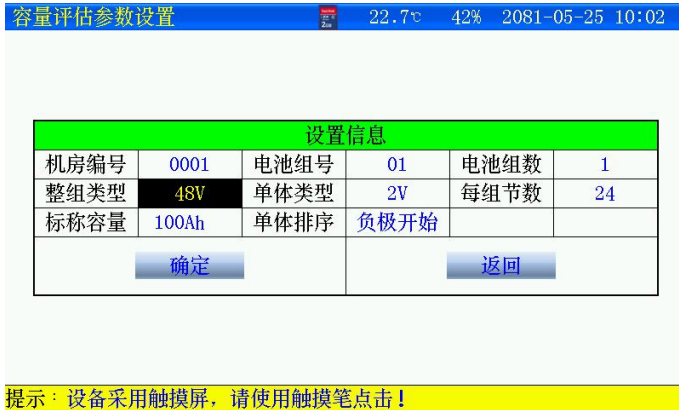 容量评估参数设置 22.7℃ 42% 2081-05-25 10:02
设置信息
机房编号 0001 电池组号 01 电池组数 1
整组类型 48V 单体类型 2V 每组节数 24
标称容量 100Ah 单体排序 负极开始
确定 返回
提示：设备采用触摸屏，请使用触摸笔点击！